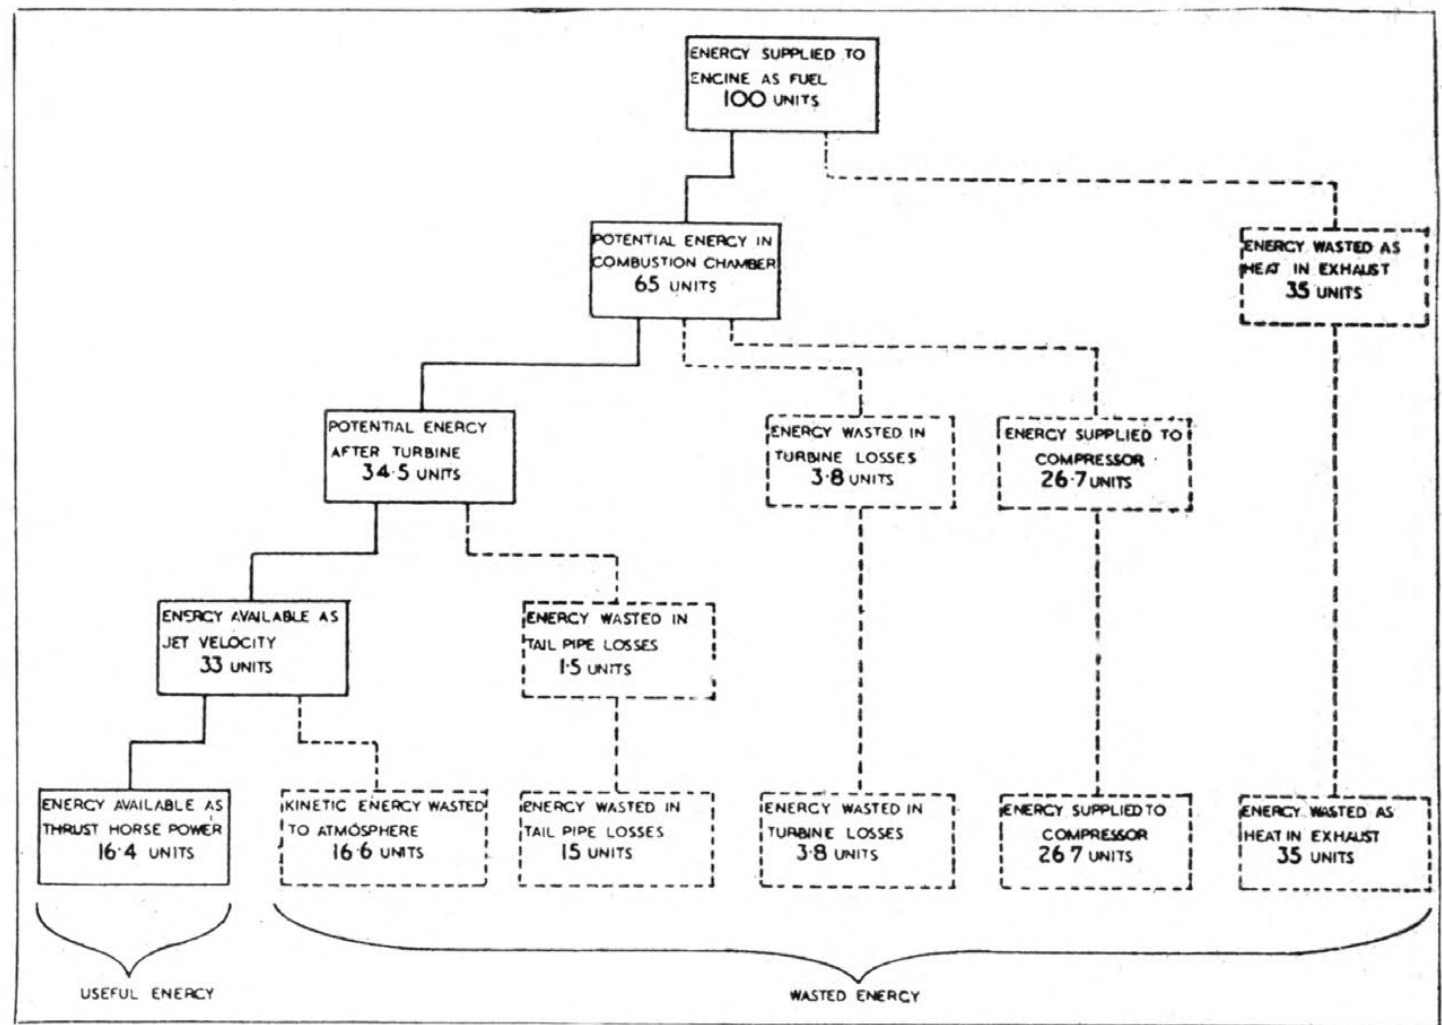 ENERGY SUPPLIED TO
ENGINE AS FUEL
100 UNITS
POTENTIAL ENERGY IN
COMBUSTION CHAMBER
65 UNITS
ENERGY WASTED AS
HEAT IN EXHAUST
35 UNITS
POTENTIAL ENERGY
AFTER TURBINE
34·5 UNITS
ENERGY WASTED IN
TURBINE LOSSES
3·8 UNITS
ENERGY SUPPLIED TO
COMPRESSOR
26·7 UNITS
ENERGY AVAILABLE AS
JET VELOCITY
33 UNITS
ENERGY WASTED IN
TAIL PIPE LOSSES
1·5 UNITS
ENERGY AVAILABLE AS
THRUST HORSE POWER
16·4 UNITS
KINETIC ENERGY WASTED
TO ATMOSPHERE
16·6 UNITS
ENERGY WASTED IN
TAIL PIPE LOSSES
15 UNITS
ENERGY WASTED IN
TURBINE LOSSES
3·8 UNITS
ENERGY SUPPLIED TO
COMPRESSOR
26 7 UNITS
ENERGY WASTED AS
HEAT IN EXHAUST
35 UNITS
USEFUL ENERGY
WASTED ENERGY